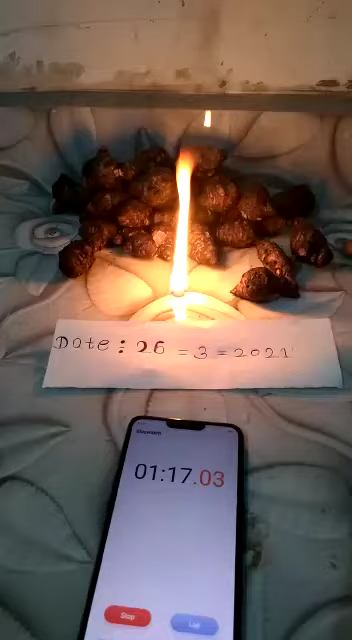 Date : 26 = 3 = 2021
Stopwatch
01:17.03
Stop
Lap